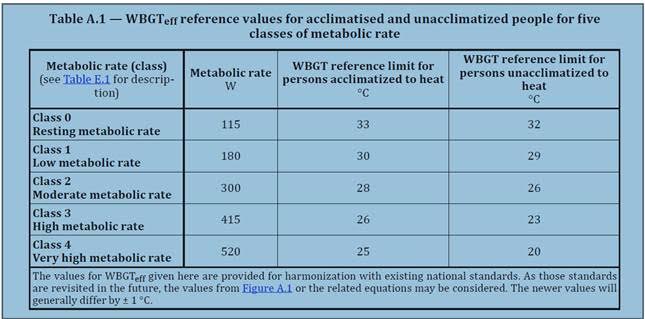 Table A.1 — WBGTeff reference values for acclimatised and unacclimatized people for five
classes of metabolic rate
Metabolic rate (class)
(see Table E.1 for descrip-
tion)
Metabolic rate
W
WBGT reference limit for
persons acclimatized to heat
°C
WBGT reference limit for
persons unacclimatized to
heat
°C
Class 0
Resting metabolic rate
115
33
32
Class 1
Low metabolic rate
180
30
29
Class 2
Moderate metabolic rate
300
28
26
Class 3
High metabolic rate
415
26
23
Class 4
Very high metabolic rate
520
25
20
The values for WBGTeff given here are provided for harmonization with existing national standards. As those standards
are revisited in the future, the values from Figure A.1 or the related equations may be considered. The newer values will
generally differ by ± 1 °C.